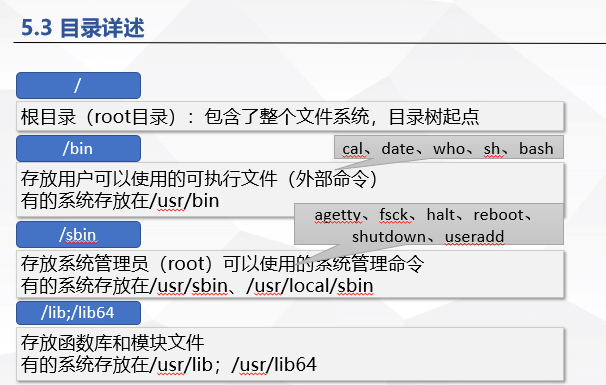 5.3 目录详述
/
根目录（root目录）：包含了整个文件系统，目录树起点
/bin
cal、date、who、sh、bash
存放用户可以使用的可执行文件（外部命令）
有的系统存放在/usr/bin
agetty、fsck、halt、reboot、
shutdown、useradd
/sbin
存放系统管理员（root）可以使用的系统管理命令
有的系统存放在/usr/sbin、/usr/local/sbin
/lib;/lib64
存放函数库和模块文件
有的系统存放在/usr/lib；/usr/lib64